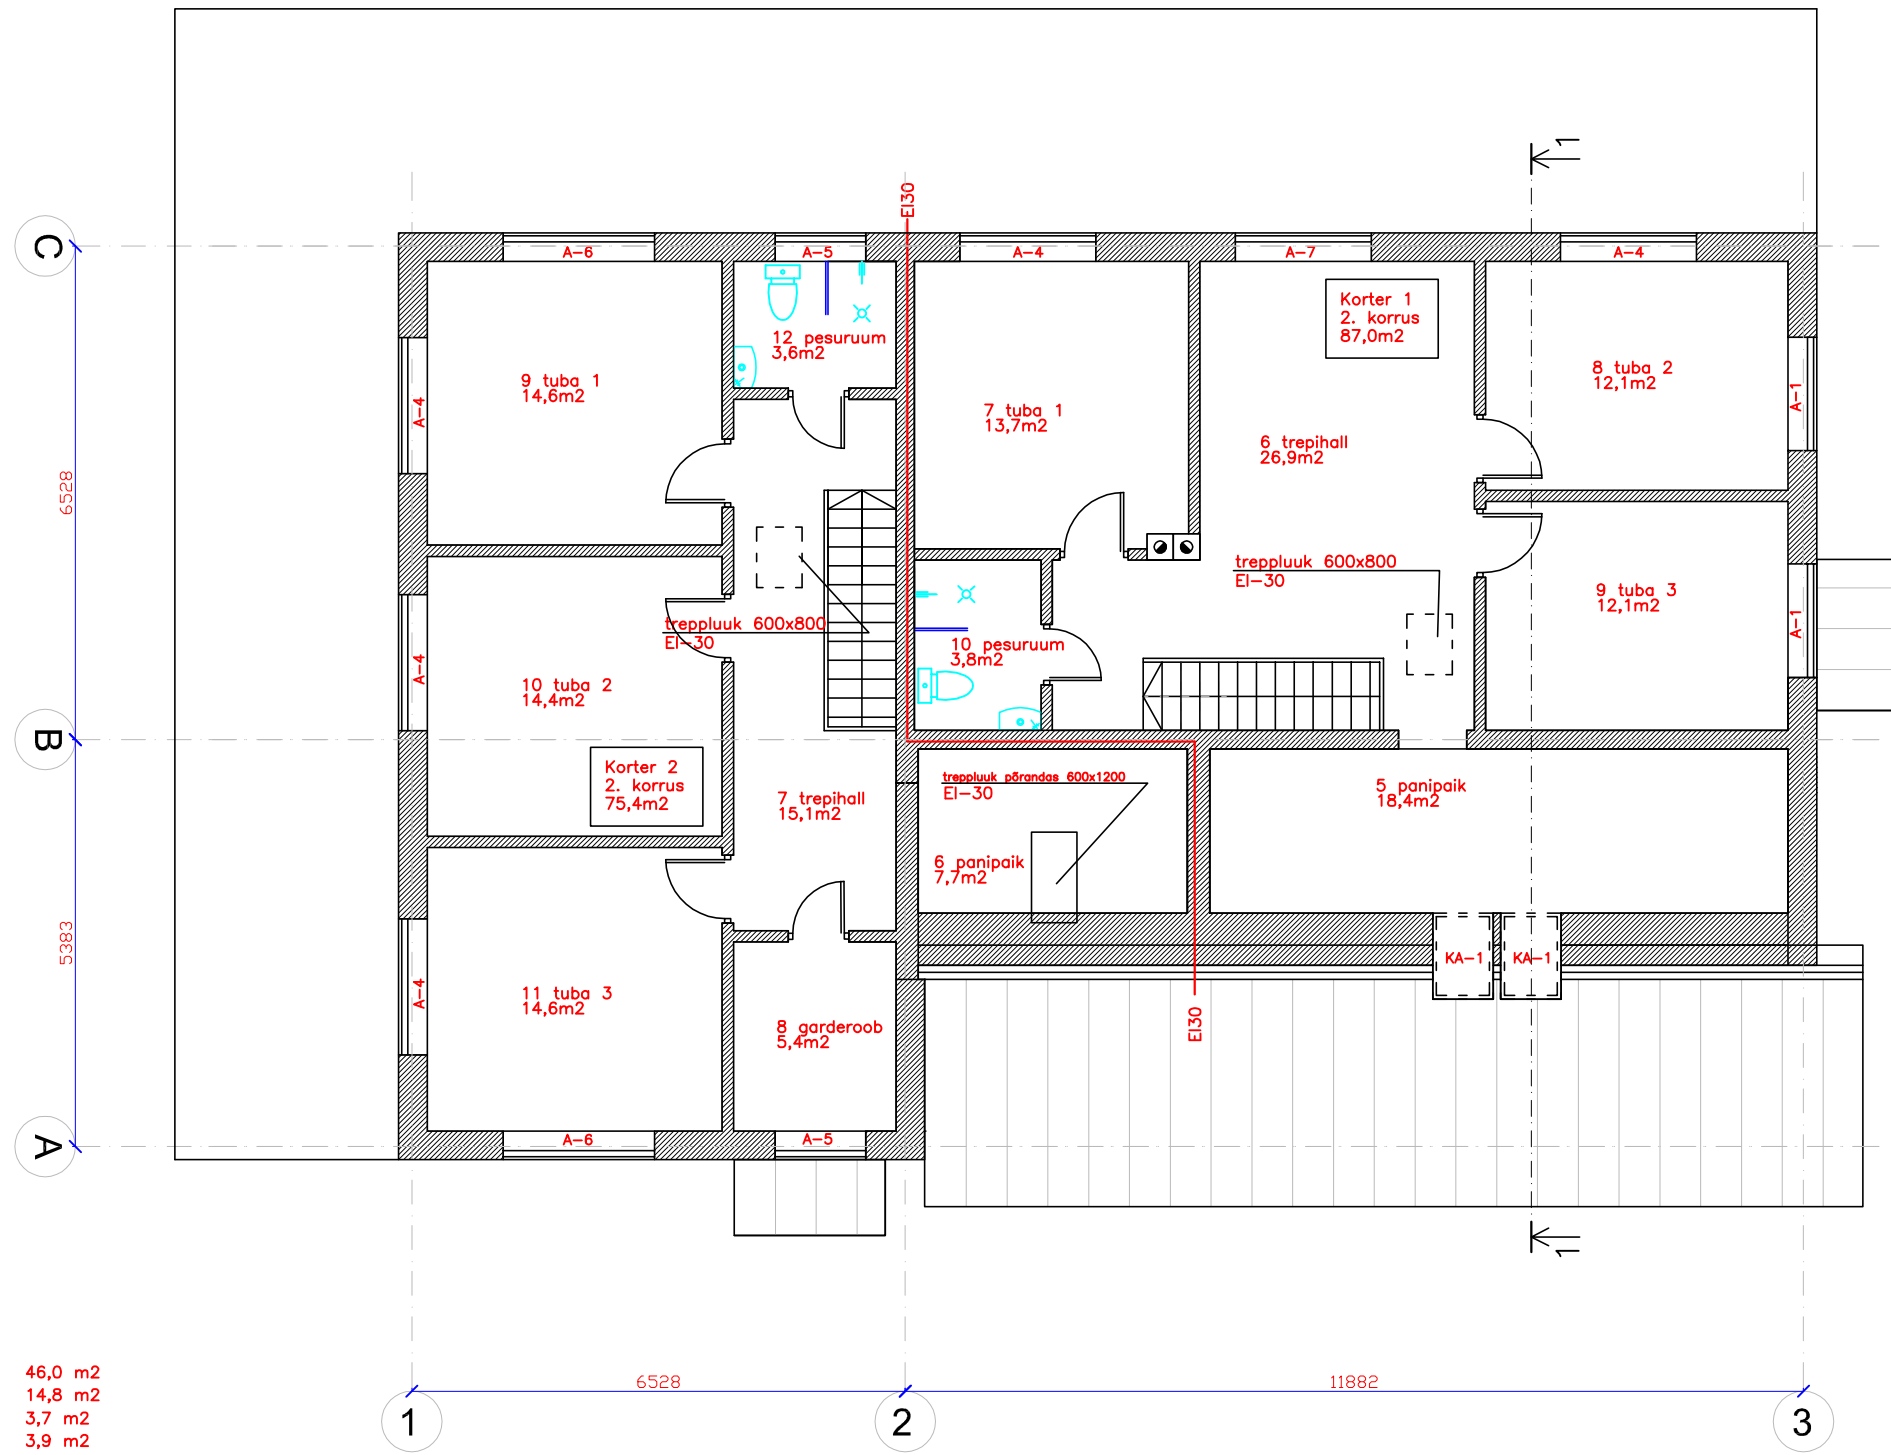 1
EI30
C
A-6
A-5
A-4
A-7
A-4
Korter 1
2. korrus
87,0m2
12 pesuruum
3,6m2
9 tuba 1
14,6m2
8 tuba 2
12,1m2
A-4
A-1
7 tuba 1
13,7m2
6 trepihall
26,9m2
6528
treppluuk 600x800
EI-30
9 tuba 3
12,1m2
A-1
treppluuk 600x800
EI-30
10 pesuruum
3,8m2
A-4
10 tuba 2
14,4m2
B
Korter 2
2. korrus
75,4m2
treppluuk põrandas 600x1200
EI-30
7 trepihall
15,1m2
5 panipaik
18,4m2
6 panipaik
7,7m2
5383
KA-1
KA-1
A-4
11 tuba 3
14,6m2
8 garderoob
5,4m2
EI30
A
A-6
A-5
1
46,0 m2
14,8 m2
3,7 m2
3,9 m2
6528
11882
1
2
3